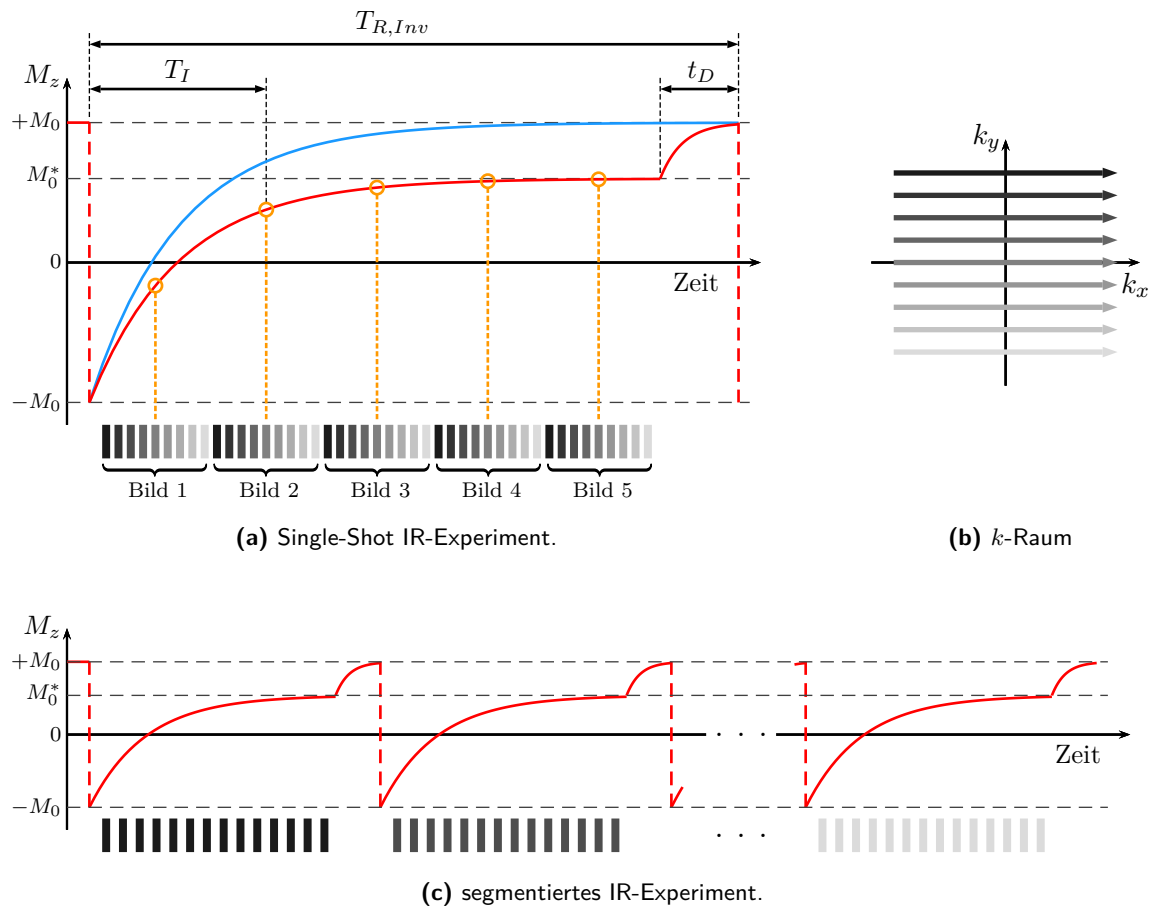 T_{R,Inv}
M_z
T_I
t_D
+M_0
M_0^*
0
Zeit
−M_0
k_y
k_x
Bild 1 Bild 2 Bild 3 Bild 4 Bild 5
(a) Single-Shot IR-Experiment.
(b) k-Raum
M_z
+M_0
M_0^*
0
· · · ·
Zeit
−M_0
· · ·
(c) segmentiertes IR-Experiment.